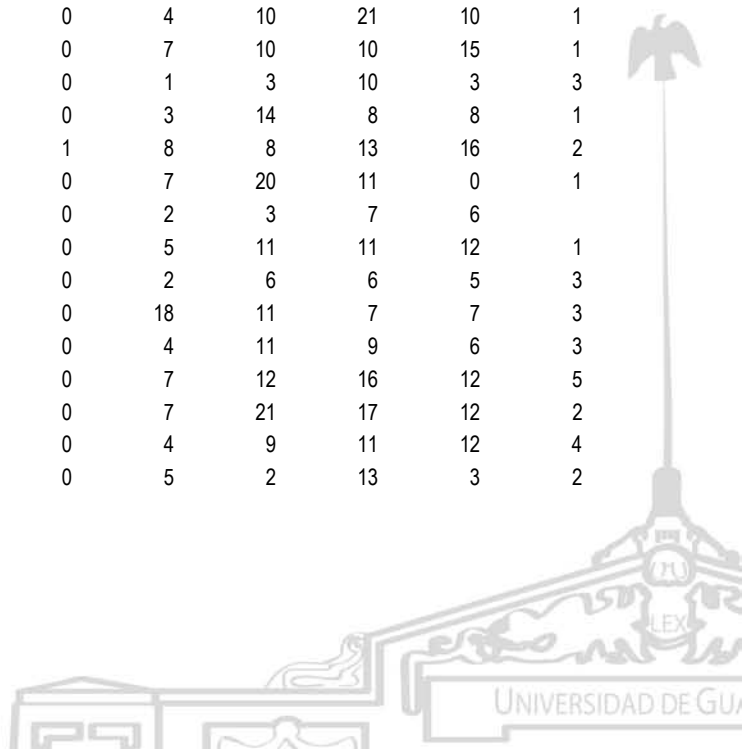 0 4 10 21 10 1
0 7 10 10 15 1
0 1 3 10 3 3
0 3 14 8 8 1
1 8 8 13 16 2
0 7 20 11 0 1
0 2 3 7 6
0 5 11 11 12 1
0 2 6 6 5 3
0 18 11 7 7 3
0 4 11 9 6 3
0 7 12 16 12 5
0 7 21 17 12 2
0 4 9 11 12 4
0 5 2 13 3 2
LEX
UNIVERSIDAD DE GUA